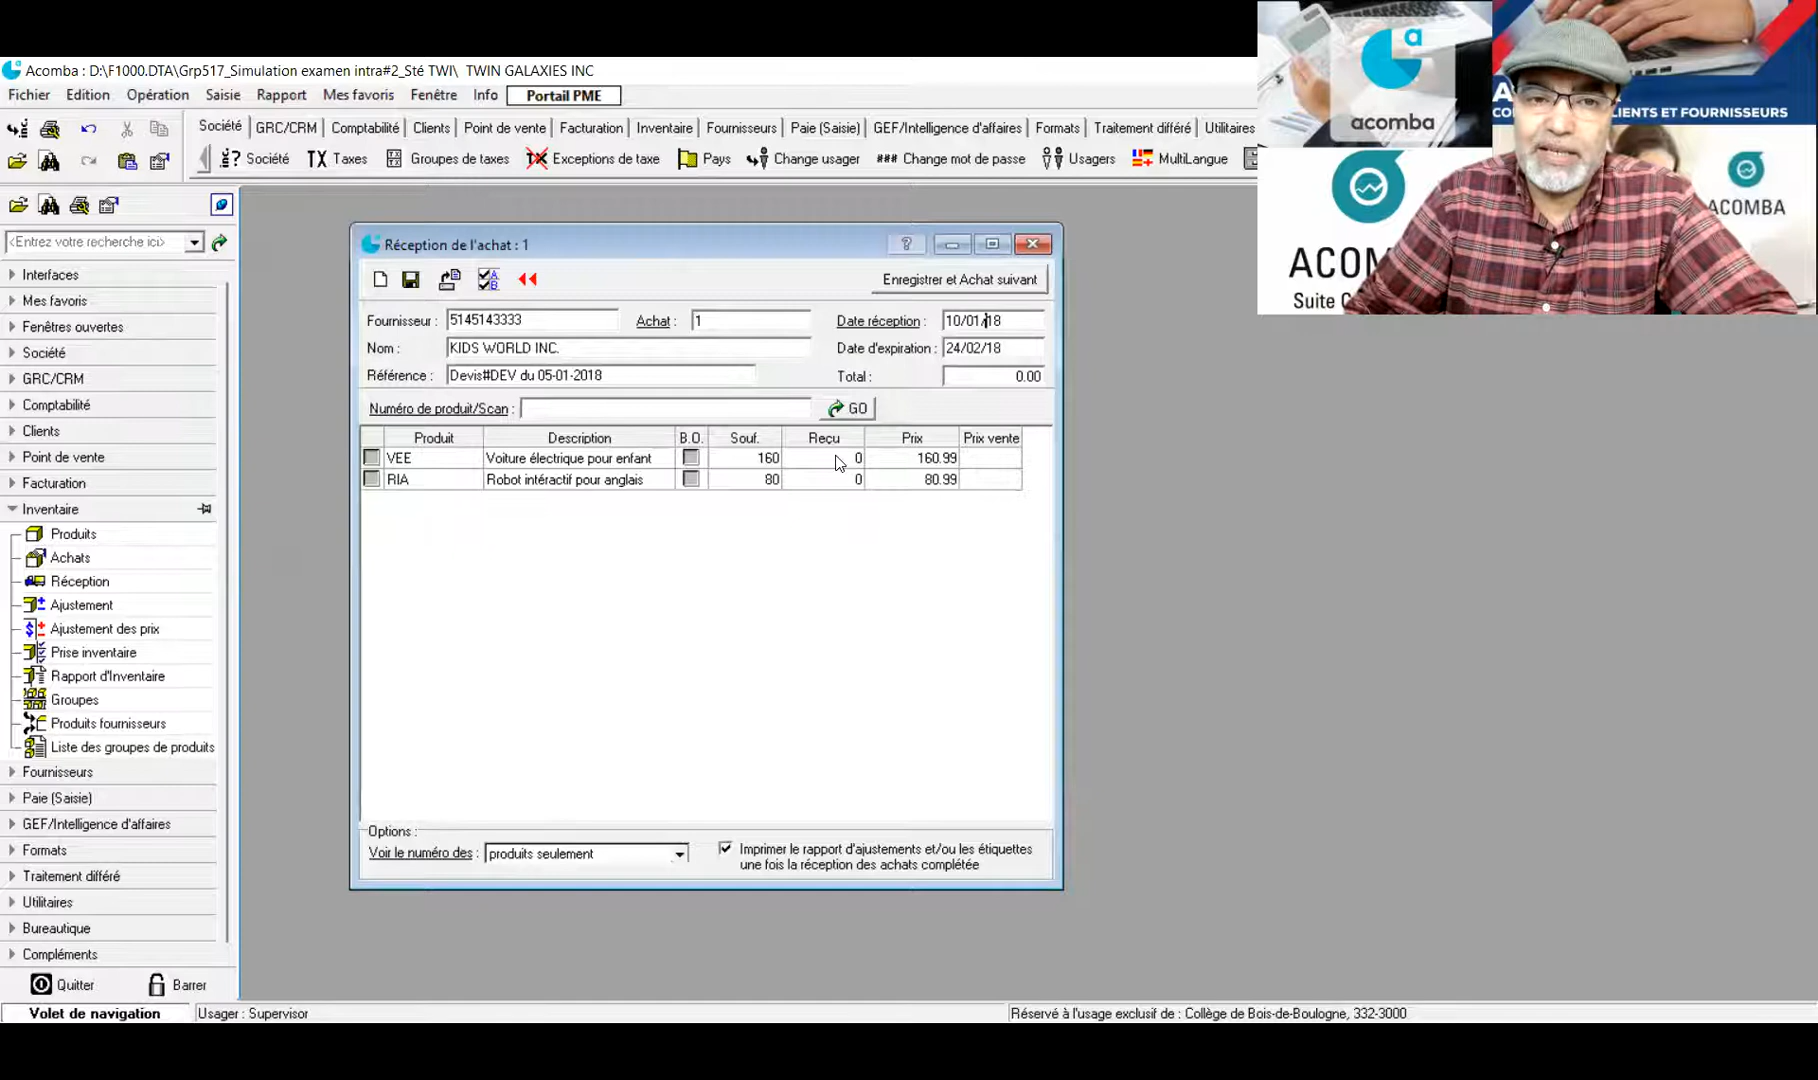 Acomba : D:\F1000.DTA\Grp517_Simulation examen intra#2_Sté TWI\ TWIN GALAXIES INC
Fichier Edition Opération Saisie Rapport Mes favoris Fenêtre Info Portail PME
Société GRC/CRM Comptabilité Clients Point de vente Facturation Inventaire Fournisseurs Paie (Saisie) GEF/Intelligence d'affaires Formats Traitement différé Utilitaires
Société Taxes Groupes de taxes Exceptions de taxe Pays Change usager Change mot de passe Usagers MultiLangue
acomba
CLIENTS ET FOURNISSEURS
ACOMBA
Suite
<Entrez votre recherche ici>
Interfaces
Mes favoris
Fenêtres ouvertes
Société
GRC/CRM
Comptabilité
Clients
Point de vente
Facturation
Inventaire
Produits
Achats
Réception
Ajustement
Ajustement des prix
Prise inventaire
Rapport d'Inventaire
Groupes
Produits fournisseurs
Liste des groupes de produits
Fournisseurs
Paie (Saisie)
GEF/Intelligence d'affaires
Formats
Traitement différé
Utilitaires
Bureautique
Compléments
Quitter Barrer
Réception de l'achat : 1
Enregistrer et Achat suivant
Fournisseur : 5145143333 Achat : 1 Date réception : 10/01/18
Nom : KIDS WORLD INC. Date d'expiration : 24/02/18
Référence : Devis#DEV du 05-01-2018 Total : 0.00
Numéro de produit/Scan : GO
Produit Description B.O. Souf. Reçu Prix Prix vente
VEE Voiture électrique pour enfant 160 0 160.99
RIA Robot intéractif pour anglais 80 0 80.99
Options :
Voir le numéro des : produits seulement
Imprimer le rapport d'ajustements et/ou les étiquettes
une fois la réception des achats complétée
Volet de navigation Usager : Supervisor Réservé à l'usage exclusif de : Collège de Bois-de-Boulogne, 332-3000